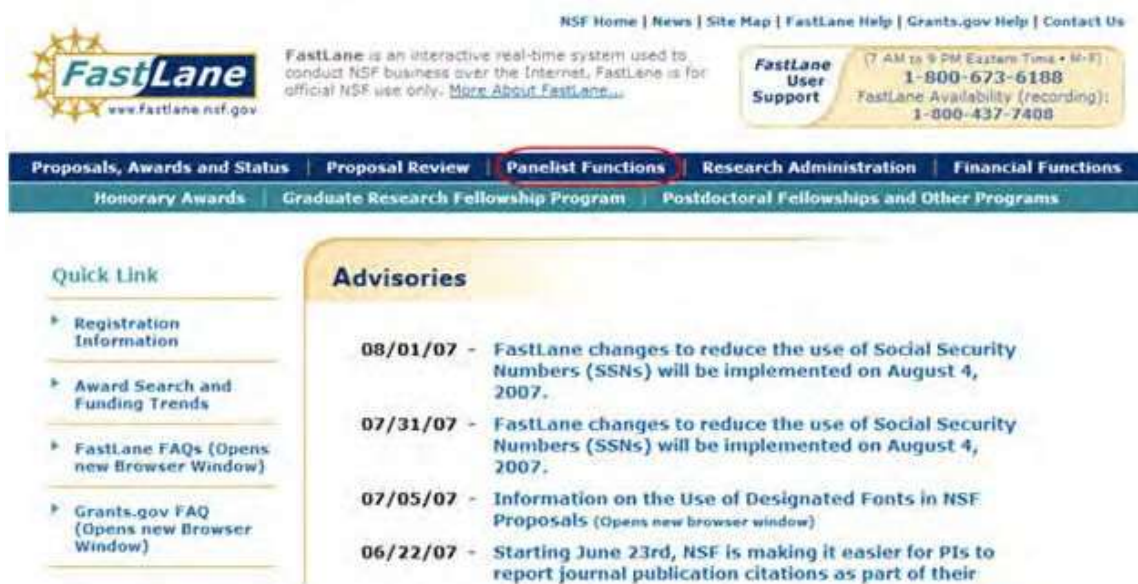 NSF Home | News | Site Map | FastLane Help | Grants.gov Help | Contact Us
FastLane
www.fastlane.nsf.gov
FastLane is an interactive real-time system used to
conduct NSF business over the Internet. FastLane is for
official NSF use only. More About FastLane...
FastLane
User
Support
(7 AM to 9 PM Eastern Time • M-F)
1-800-673-6188
FastLane Availability (recording):
1-800-437-7408
Proposals, Awards and Status | Proposal Review | Panelist Functions | Research Administration | Financial Functions
Honorary Awards | Graduate Research Fellowship Program | Postdoctoral Fellowships and Other Programs
Quick Link
Registration
Information
Award Search and
Funding Trends
FastLane FAQs (Opens
new Browser Window)
Grants.gov FAQ
(Opens new Browser
Window)
Advisories
08/01/07 - FastLane changes to reduce the use of Social Security
Numbers (SSNs) will be implemented on August 4,
2007.
07/31/07 - FastLane changes to reduce the use of Social Security
Numbers (SSNs) will be implemented on August 4,
2007.
07/05/07 - Information on the Use of Designated Fonts in NSF
Proposals (Opens new browser window)
06/22/07 - Starting June 23rd, NSF is making it easier for PIs to
report journal publication citations as part of their